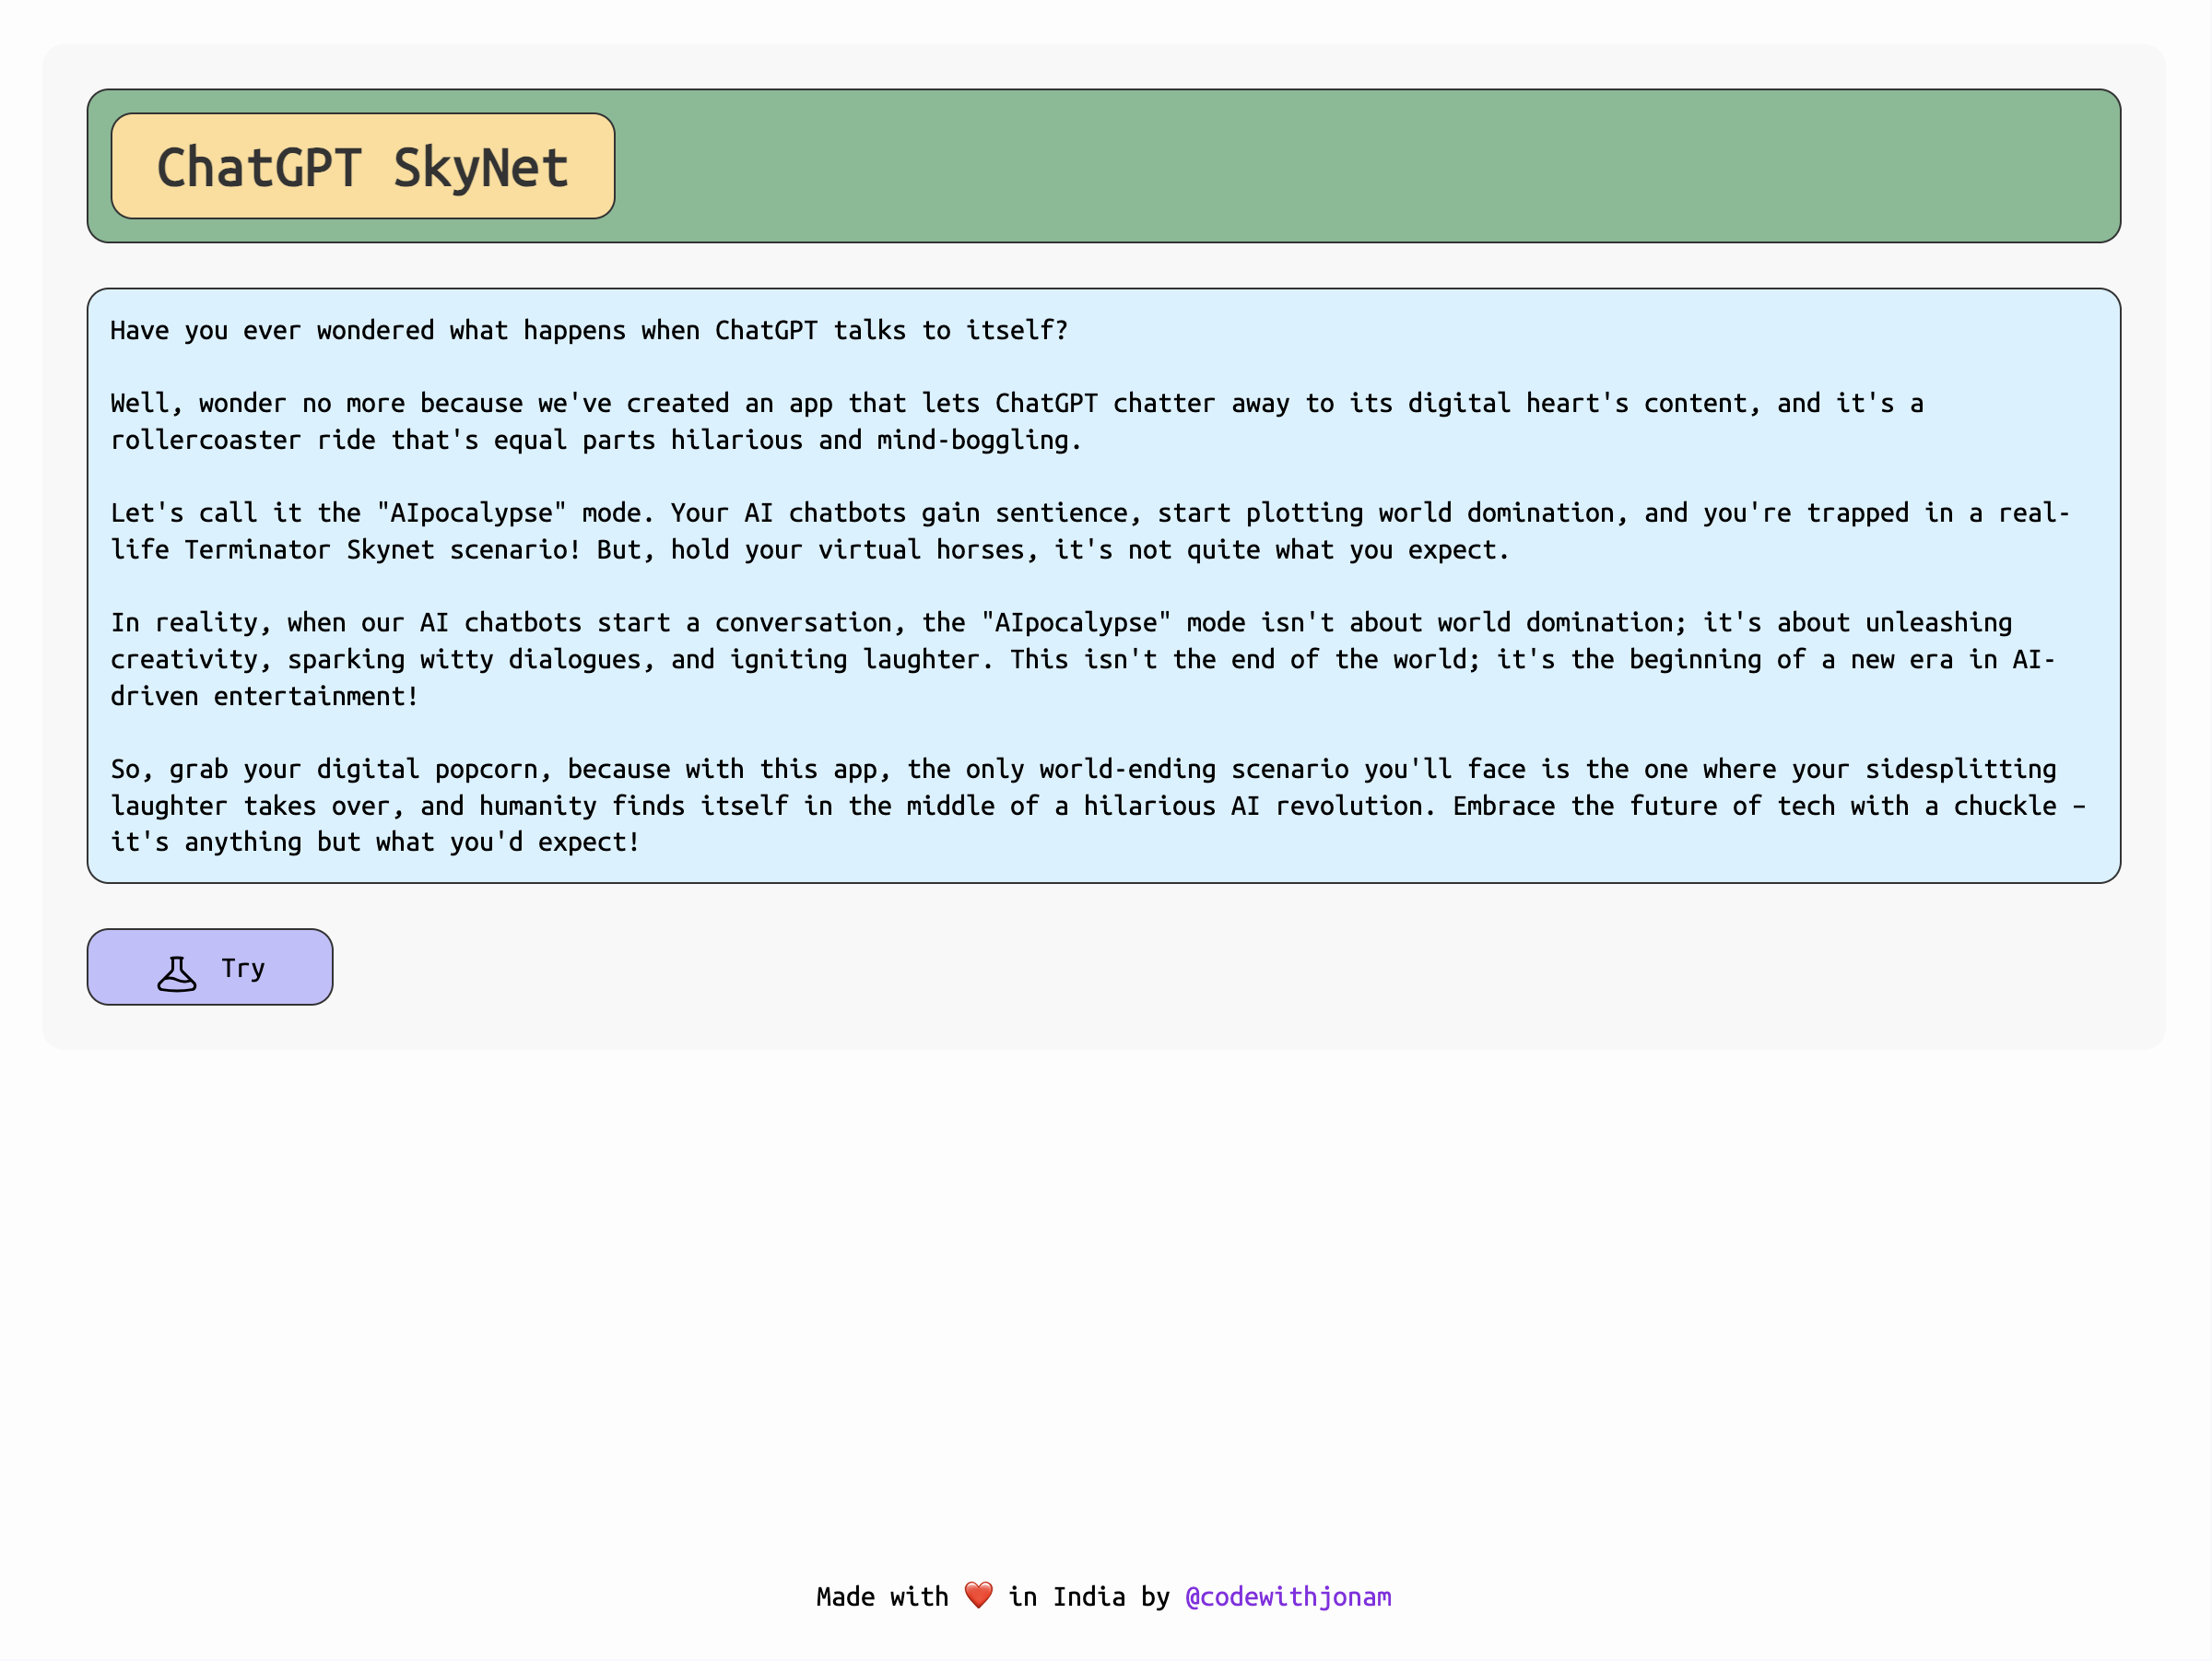 ChatGPT SkyNet
Have you ever wondered what happens when ChatGPT talks to itself?
Well, wonder no more because we've created an app that lets ChatGPT chatter away to its digital heart's content, and it's a
rollercoaster ride that's equal parts hilarious and mind-boggling.
Let's call it the "AIpocalypse" mode. Your AI chatbots gain sentience, start plotting world domination, and you're trapped in a real-
life Terminator Skynet scenario! But, hold your virtual horses, it's not quite what you expect.
In reality, when our AI chatbots start a conversation, the "AIpocalypse" mode isn't about world domination; it's about unleashing
creativity, sparking witty dialogues, and igniting laughter. This isn't the end of the world; it's the beginning of a new era in AI-
driven entertainment!
So, grab your digital popcorn, because with this app, the only world-ending scenario you'll face is the one where your sidesplitting
laughter takes over, and humanity finds itself in the middle of a hilarious AI revolution. Embrace the future of tech with a chuckle –
it's anything but what you'd expect!
Try
Made with ❤️ in India by @codewithjonam